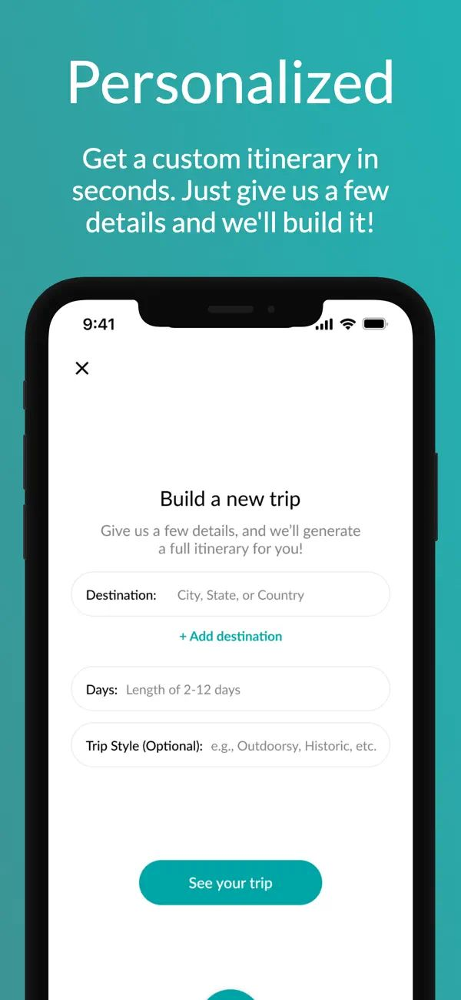 Personalized
Get a custom itinerary in
seconds. Just give us a few
details and we'll build it!
9:41
Build a new trip
Give us a few details, and we’ll generate
a full itinerary for you!
Destination: City, State, or Country
+ Add destination
Days: Length of 2-12 days
Trip Style (Optional): e.g., Outdoorsy, Historic, etc.
See your trip